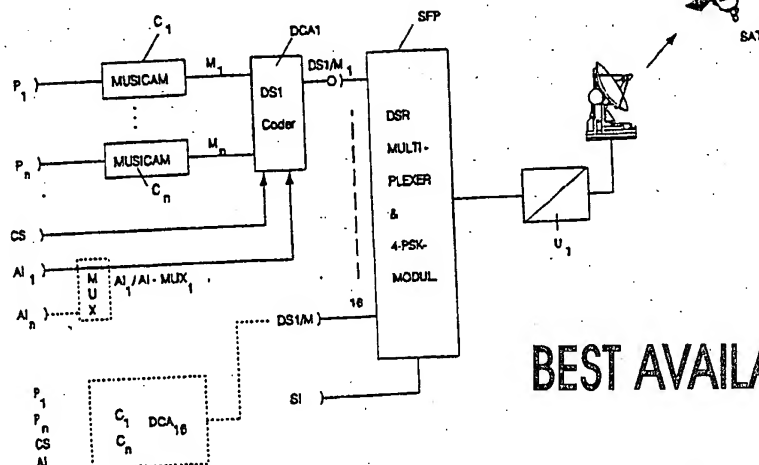 C1
DCA1
SFP
SAT
P1
MUSICAM
M1
DS1/M1
DS1
Coder
DSR
MULTI-
PLEXER
&
4-PSK-
MODUL.
Pn
MUSICAM
Mn
Cn
U1
CS
AI1
MUX
AI1/AI-MUX1
AIn
16
DS1/M
BEST AVAILA
SI
P1
Pn
CS
AI
C1
Cn
DCA16